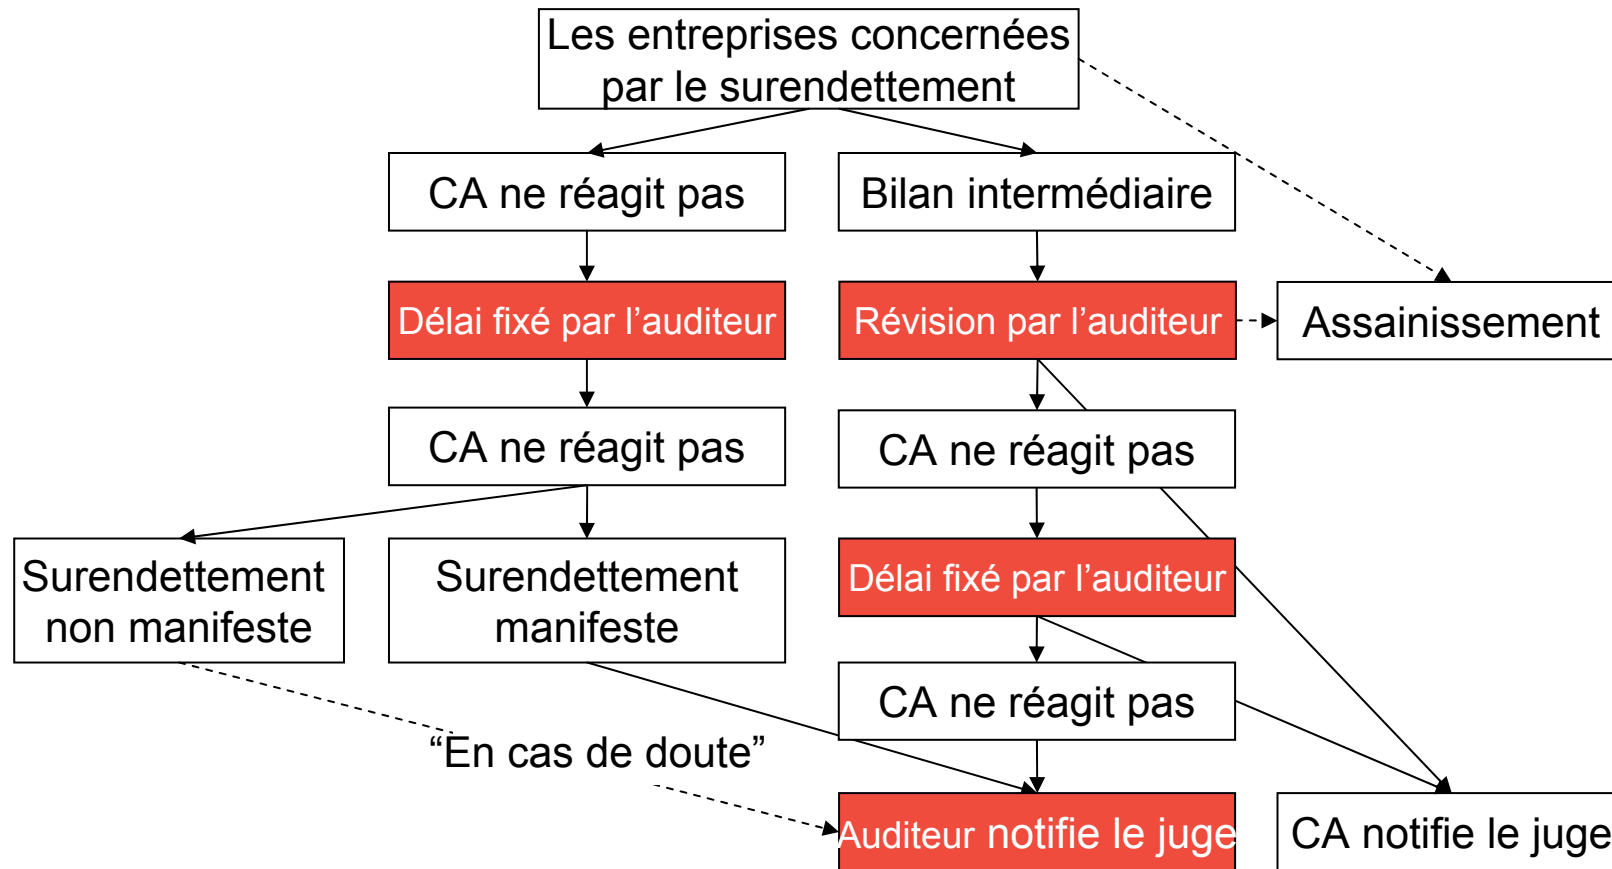 Les entreprises concernées
par le surendettement
CA ne réagit pas
Bilan intermédiaire
Délai fixé par l’auditeur
Révision par l’auditeur
Assainissement
CA ne réagit pas
CA ne réagit pas
Surendettement
non manifeste
Surendettement
manifeste
Délai fixé par l’auditeur
CA ne réagit pas
“En cas de doute”
Auditeur notifie le juge
CA notifie le juge